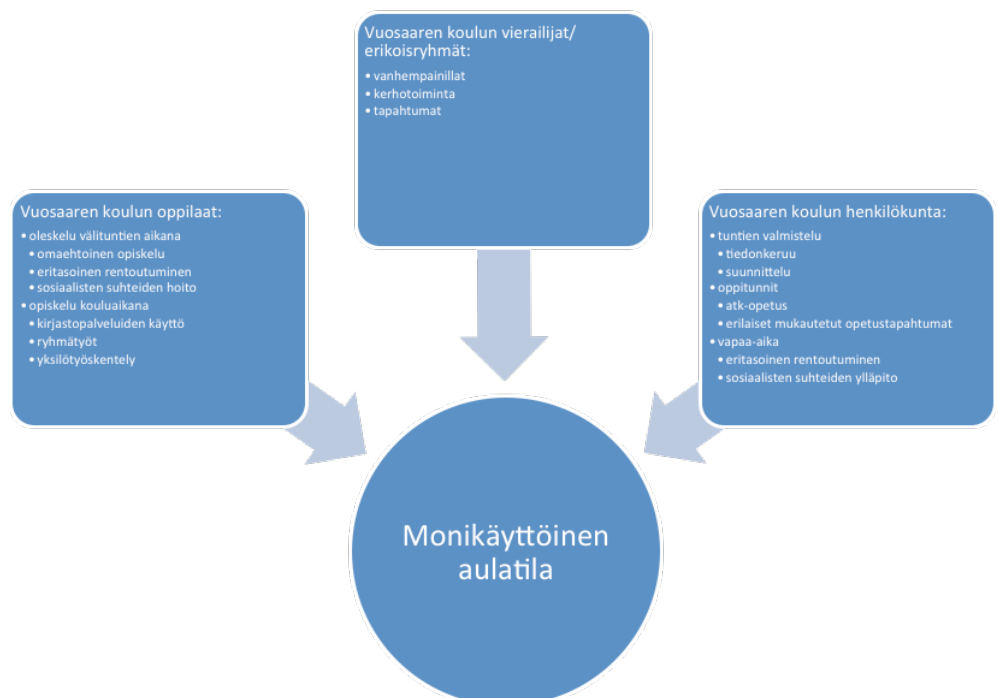 Vuosaaren koulun vierailijat/
erikoisryhmät:
• vanhempainillat
• kerhotoiminta
• tapahtumat
Vuosaaren koulun oppilaat:
• oleskelu välituntien aikana
• omaehtoinen opiskelu
• eritasoinen rentoutuminen
• sosiaalisten suhteiden hoito
• opiskelu kouluaikana
• kirjastopalveluiden käyttö
• ryhmätyöt
• yksilötyöskentely
Vuosaaren koulun henkilökunta:
• tuntien valmistelu
• tiedonkeruu
• suunnittelu
• oppitunnit
• atk-opetus
• erilaiset mukautetut opetustapahtumat
• vapaa-aika
• eritasoinen rentoutuminen
• sosiaalisten suhteiden ylläpito
Monikäyttöinen
aulatila